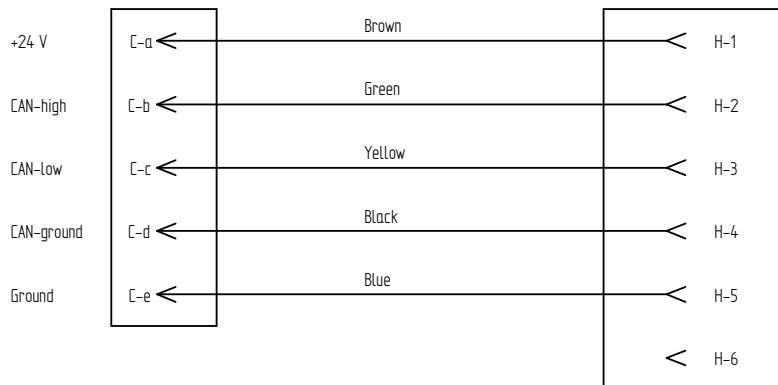 Brown
+24 V C-a H-1
Green
CAN-high C-b H-2
Yellow
CAN-low C-c H-3
Black
CAN-ground C-d H-4
Blue
Ground C-e H-5
H-6